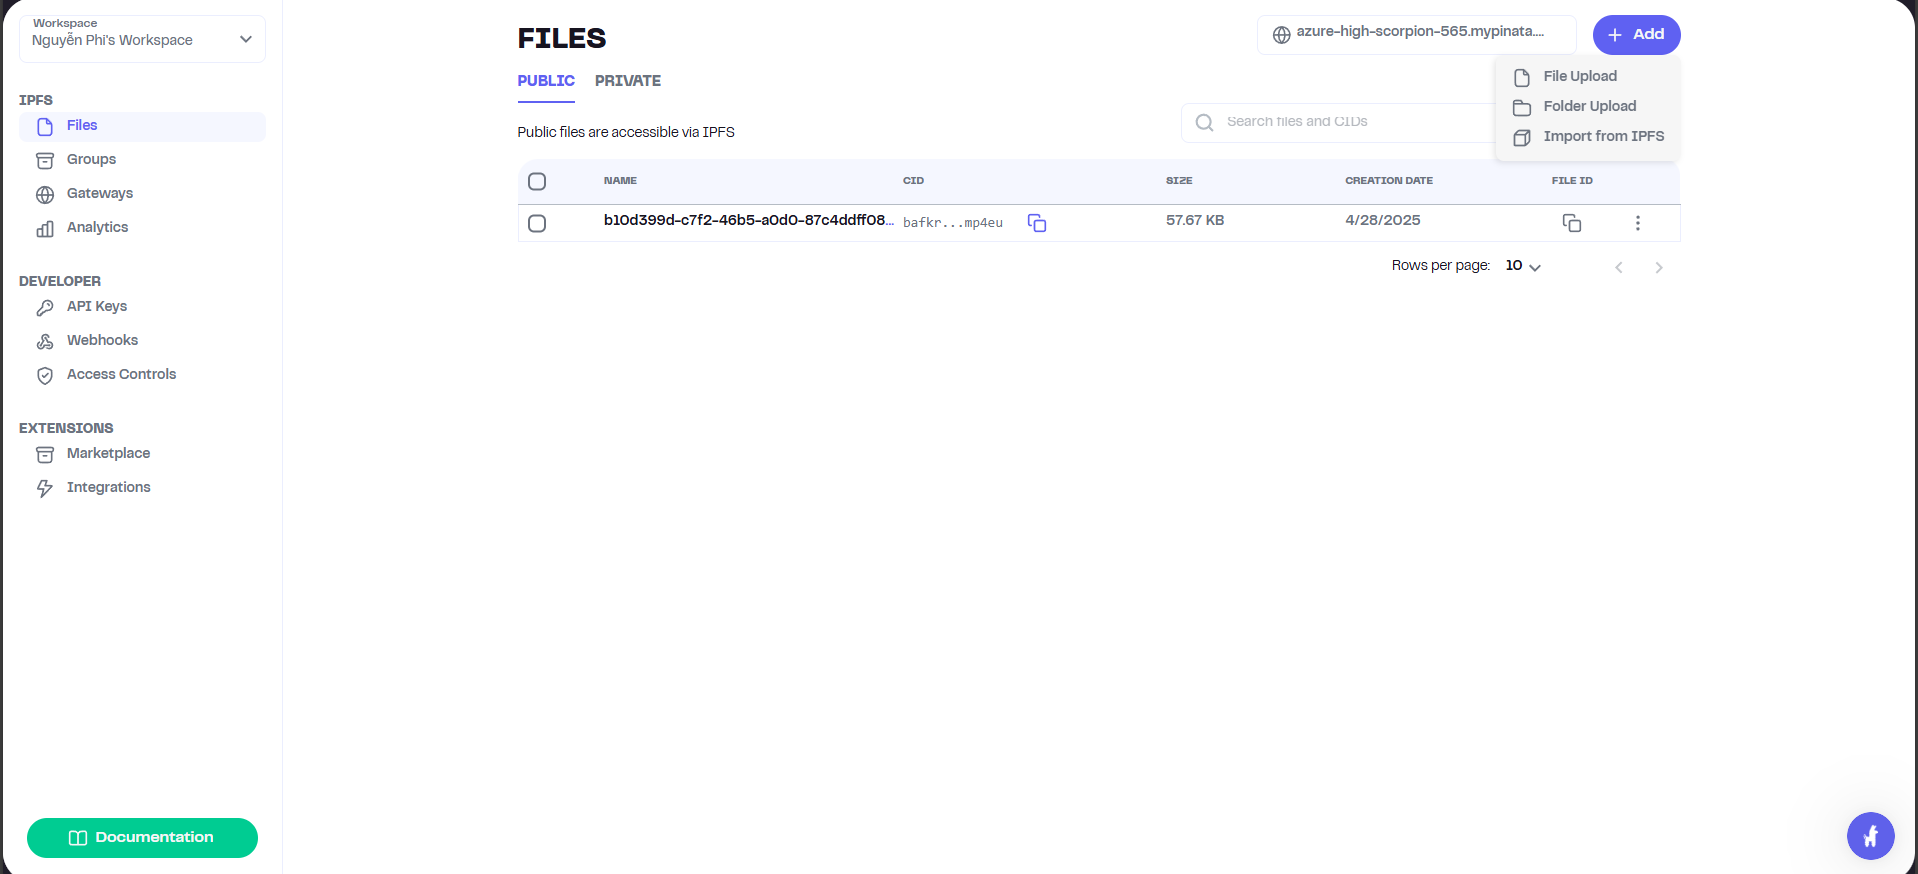 Workspace
Nguyễn Phi's Workspace
IPFS
Files
Groups
Gateways
Analytics
DEVELOPER
API Keys
Webhooks
Access Controls
EXTENSIONS
Marketplace
Integrations
Documentation
FILES
azure-high-scorpion-565.mypinata....
Add
File Upload
Folder Upload
Import from IPFS
PUBLIC PRIVATE
Public files are accessible via IPFS
Search files and CIDs
NAME CID SIZE CREATION DATE FILE ID
b10d399d-c7f2-46b5-a0d0-87c4ddff08... bafkr...mp4eu 57.67 KB 4/28/2025
Rows per page: 10